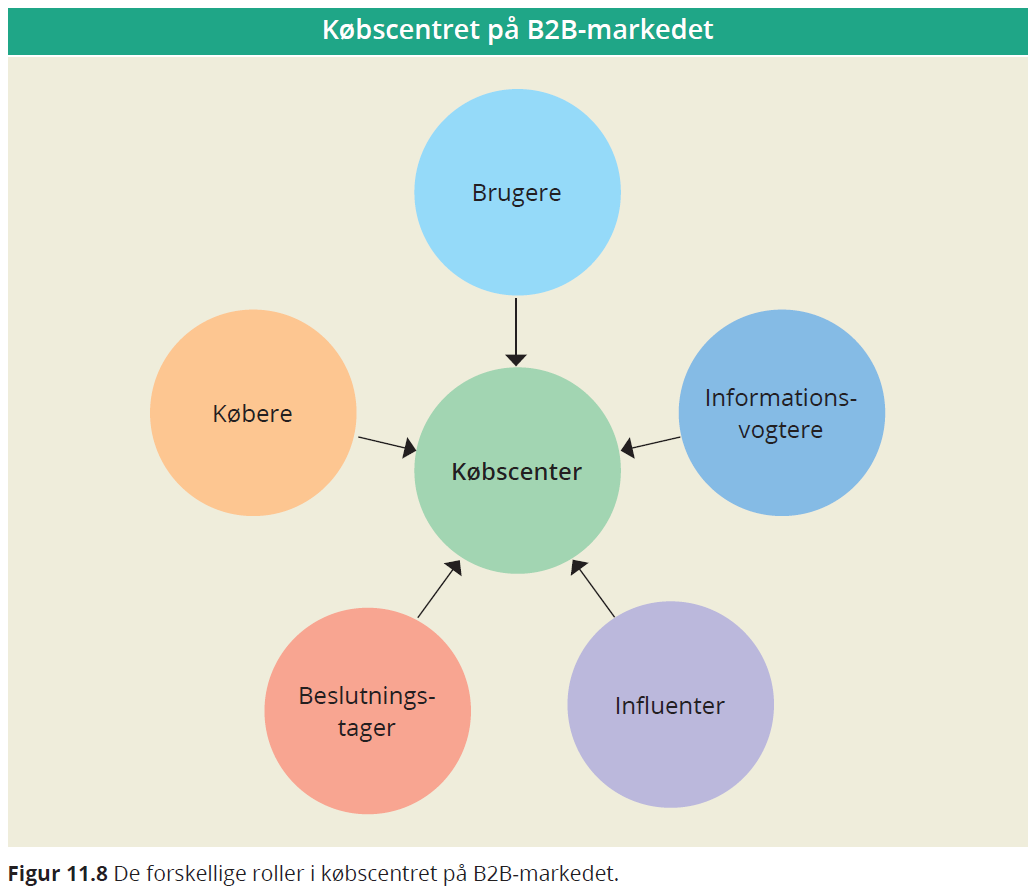 Købscentret på B2B-markedet
Brugere
Købere
Informations-
vogtere
Købscenter
Beslutnings-
tager
Influenter
Figur 11.8 De forskellige roller i købscentret på B2B-markedet.